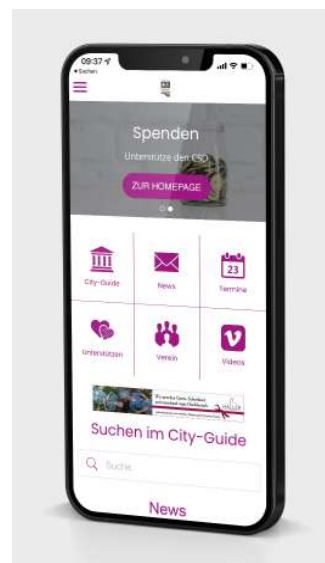 09:37
Suchen
Spenden
Unterstütze den CSD
ZUR HOMEPAGE
City-Guide
News
23
Termine
Unterstützen
Verein
Videos
HALLER
Suchen im City-Guide
Suche
News